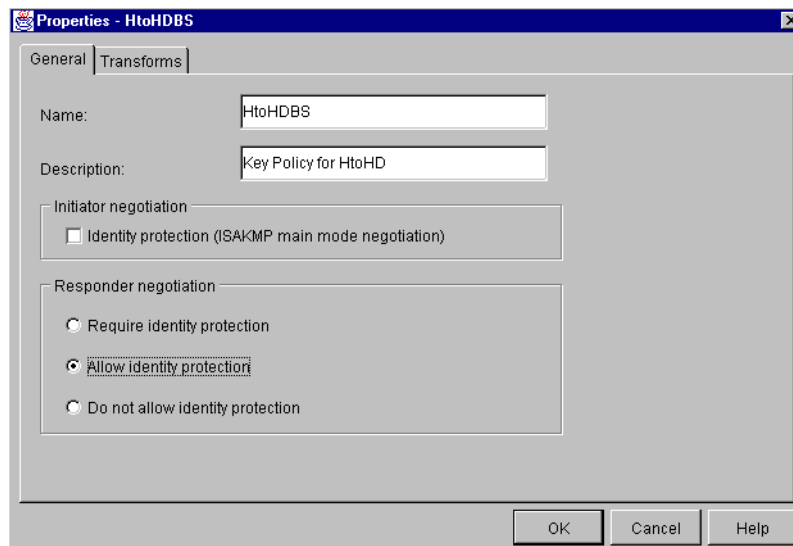 Properties - HtoHDBS
General Transforms
Name: HtoHDBS
Description: Key Policy for HtoHD
Initiator negotiation
Identity protection (ISAKMP main mode negotiation)
Responder negotiation
Require identity protection
Allow identity protection
Do not allow identity protection
OK Cancel Help